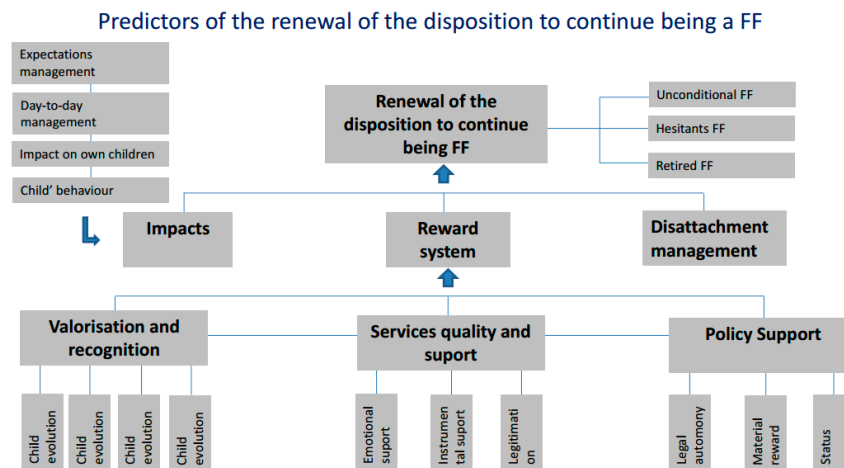 Predictors of the renewal of the disposition to continue being a FF
Expectations
management
Day-to-day
management
Impact on own children
Child' behaviour
Renewal of the
disposition to continue
being FF
Unconditional FF
Hesitants FF
Retired FF
Impacts
Reward
system
Disattachment
management
Valorisation and
recognition
Services quality and
suport
Policy Support
Child
evolution
Child
evolution
Child
evolution
Child
evolution
Emotional
suport
Instrumen
tal suport
Legitimati
on
Legal
automomy
Material
reward
Status